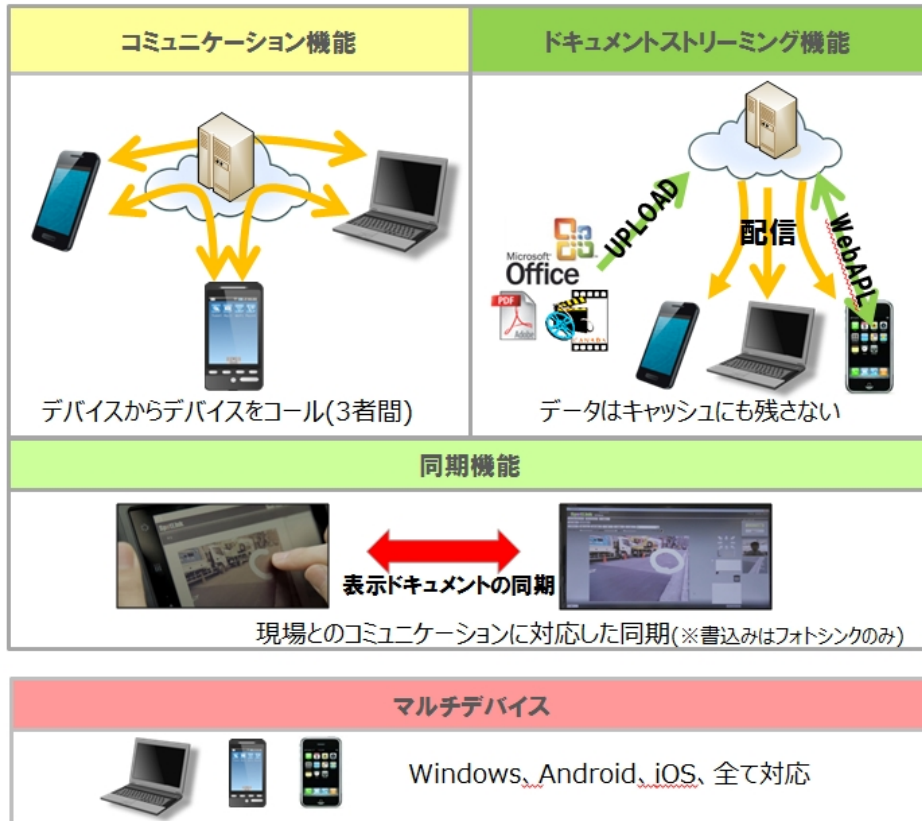 コミュニケーション機能
ドキュメントストリーミング機能
UPLOAD
Microsoft
Office
PDF
Adobe
CANADA
配信
WebAPL
デバイスからデバイスをコール(3者間)
データはキャッシュにも残さない
同期機能
表示ドキュメントの同期
現場とのコミュニケーションに対応した同期(※書込みはフォトシンクのみ)
マルチデバイス
Windows、Android、iOS、全て対応